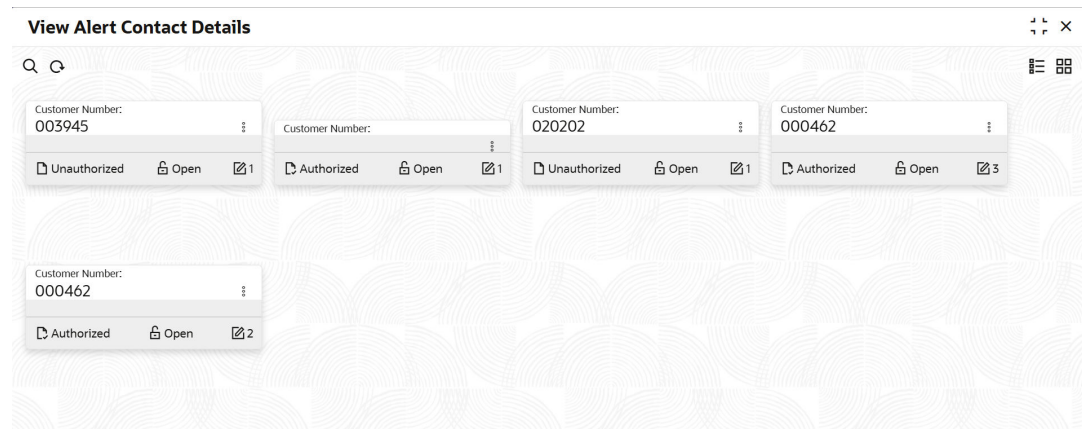 View Alert Contact Details
Customer Number:
003945
Unauthorized Open 1
Customer Number:
Authorized Open 1
Customer Number:
020202
Unauthorized Open 1
Customer Number:
000462
Authorized Open 3
Customer Number:
000462
Authorized Open 2